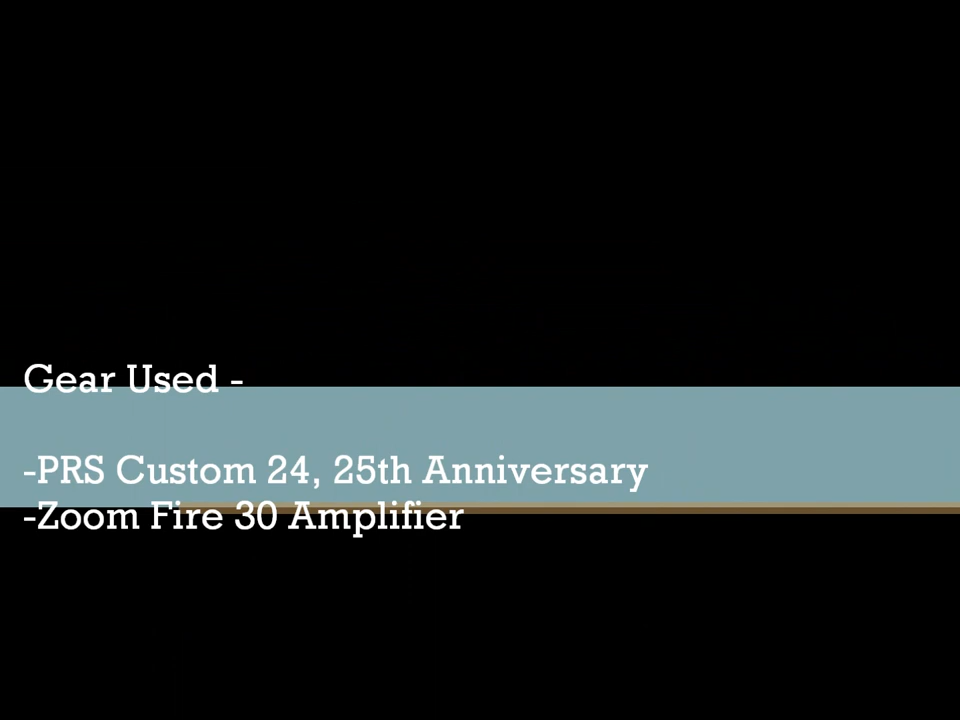 Gear Used -
-PRS Custom 24, 25th Anniversary
-Zoom Fire 30 Amplifier